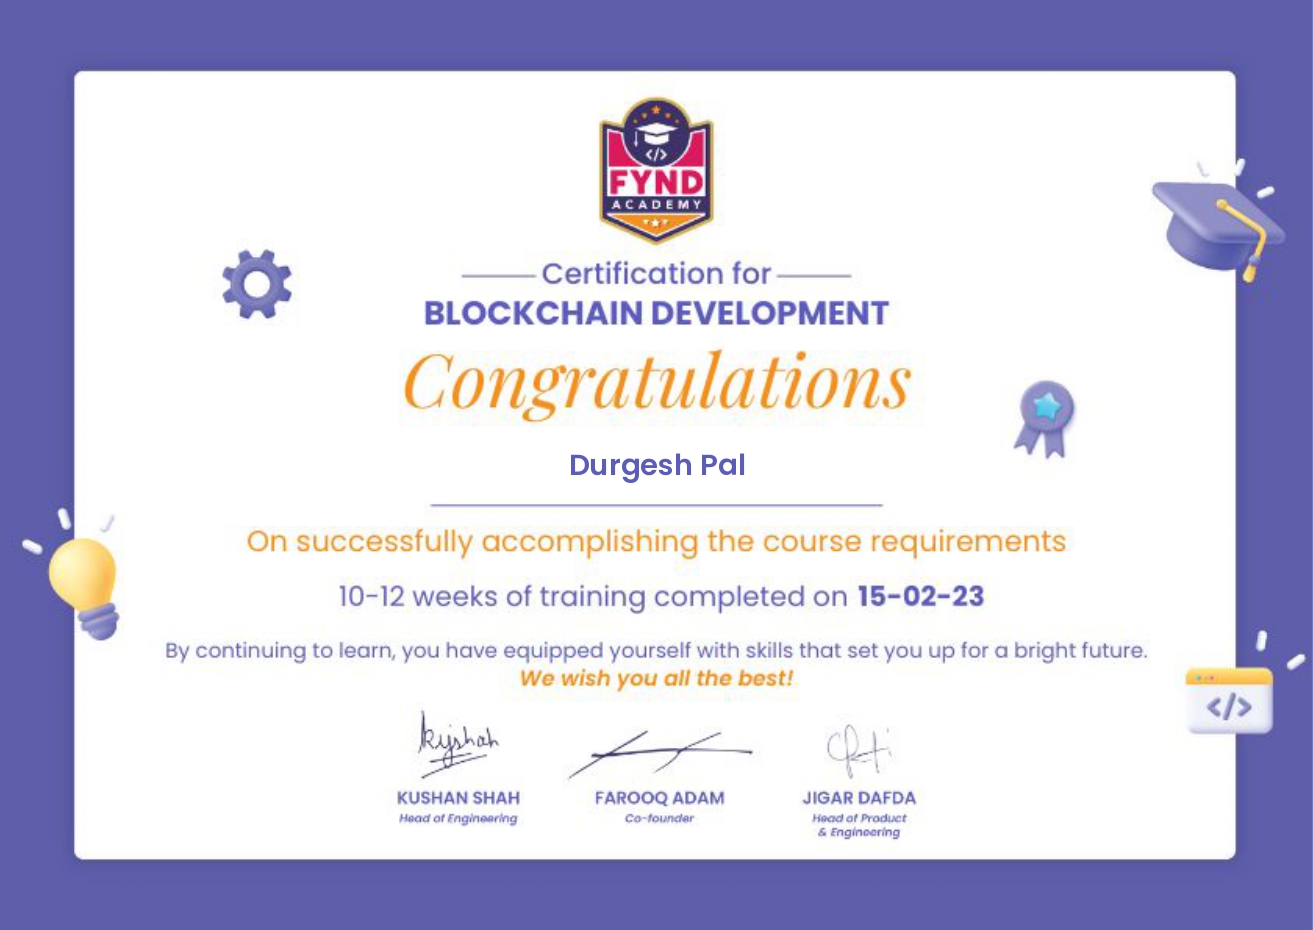 FYND
ACADEMY
Certification for
BLOCKCHAIN DEVELOPMENT
Congratulations
Durgesh Pal
On successfully accomplishing the course requirements
10-12 weeks of training completed on 15-02-23
By continuing to learn, you have equipped yourself with skills that set you up for a bright future.
We wish you all the best!
kyshah
KUSHAN SHAH
Head of Engineering
FAROOQ ADAM
Co-founder
JIGAR DAFDA
Head of Product
& Engineering